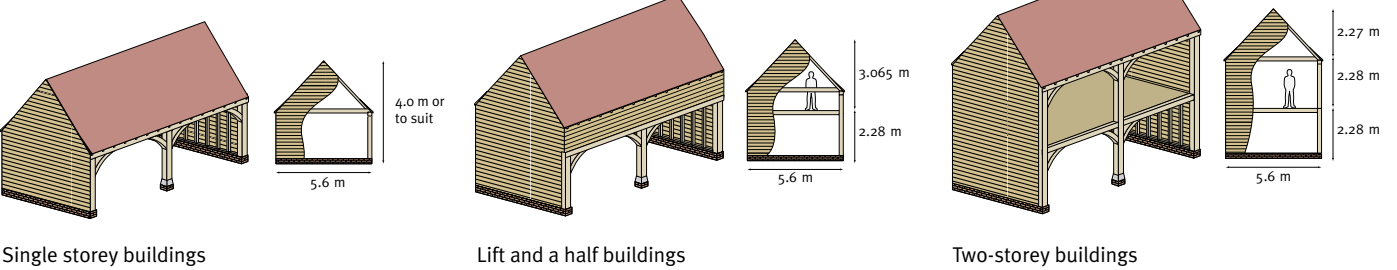 4.0 m or
to suit
5.6 m
Single storey buildings
3.065 m
2.28 m
5.6 m
Lift and a half buildings
2.27 m
2.28 m
2.28 m
5.6 m
Two-storey buildings